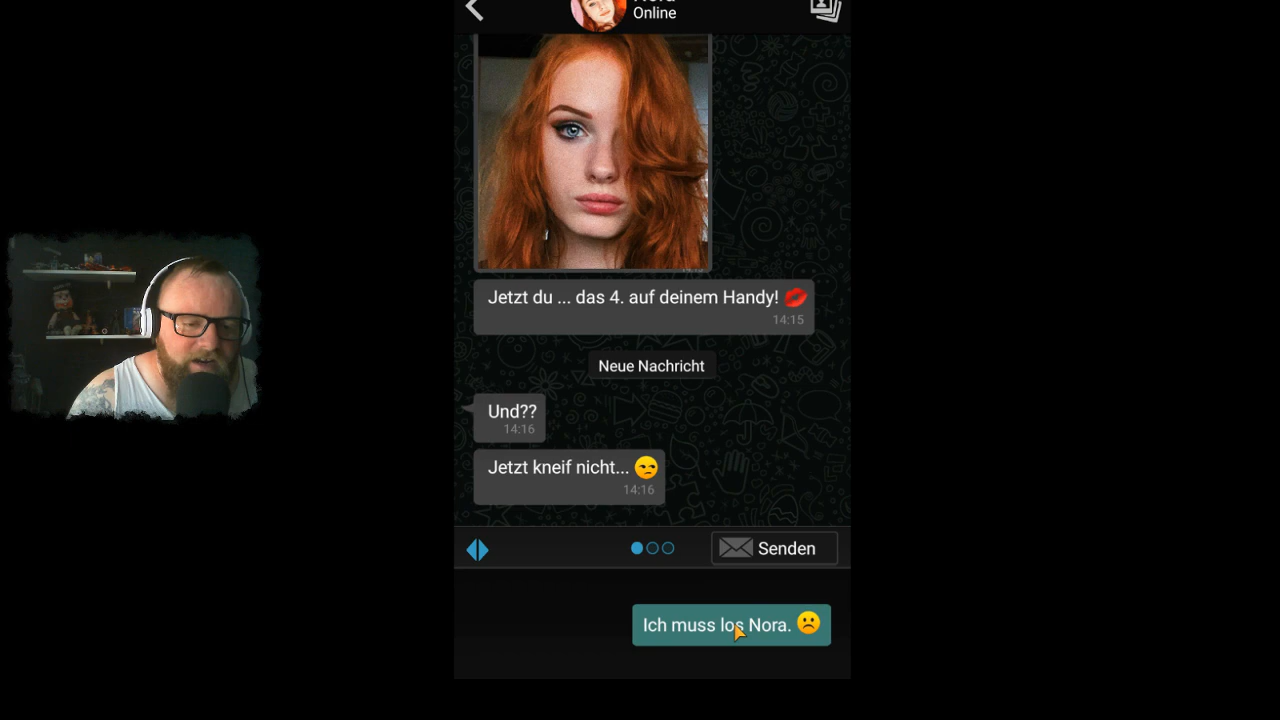 Online
Jetzt du ... das 4. auf deinem Handy! 💋
14:15
Neue Nachricht
Und??
14:16
Jetzt kneif nicht... 😒
14:16
Senden
Ich muss los Nora. ☹️